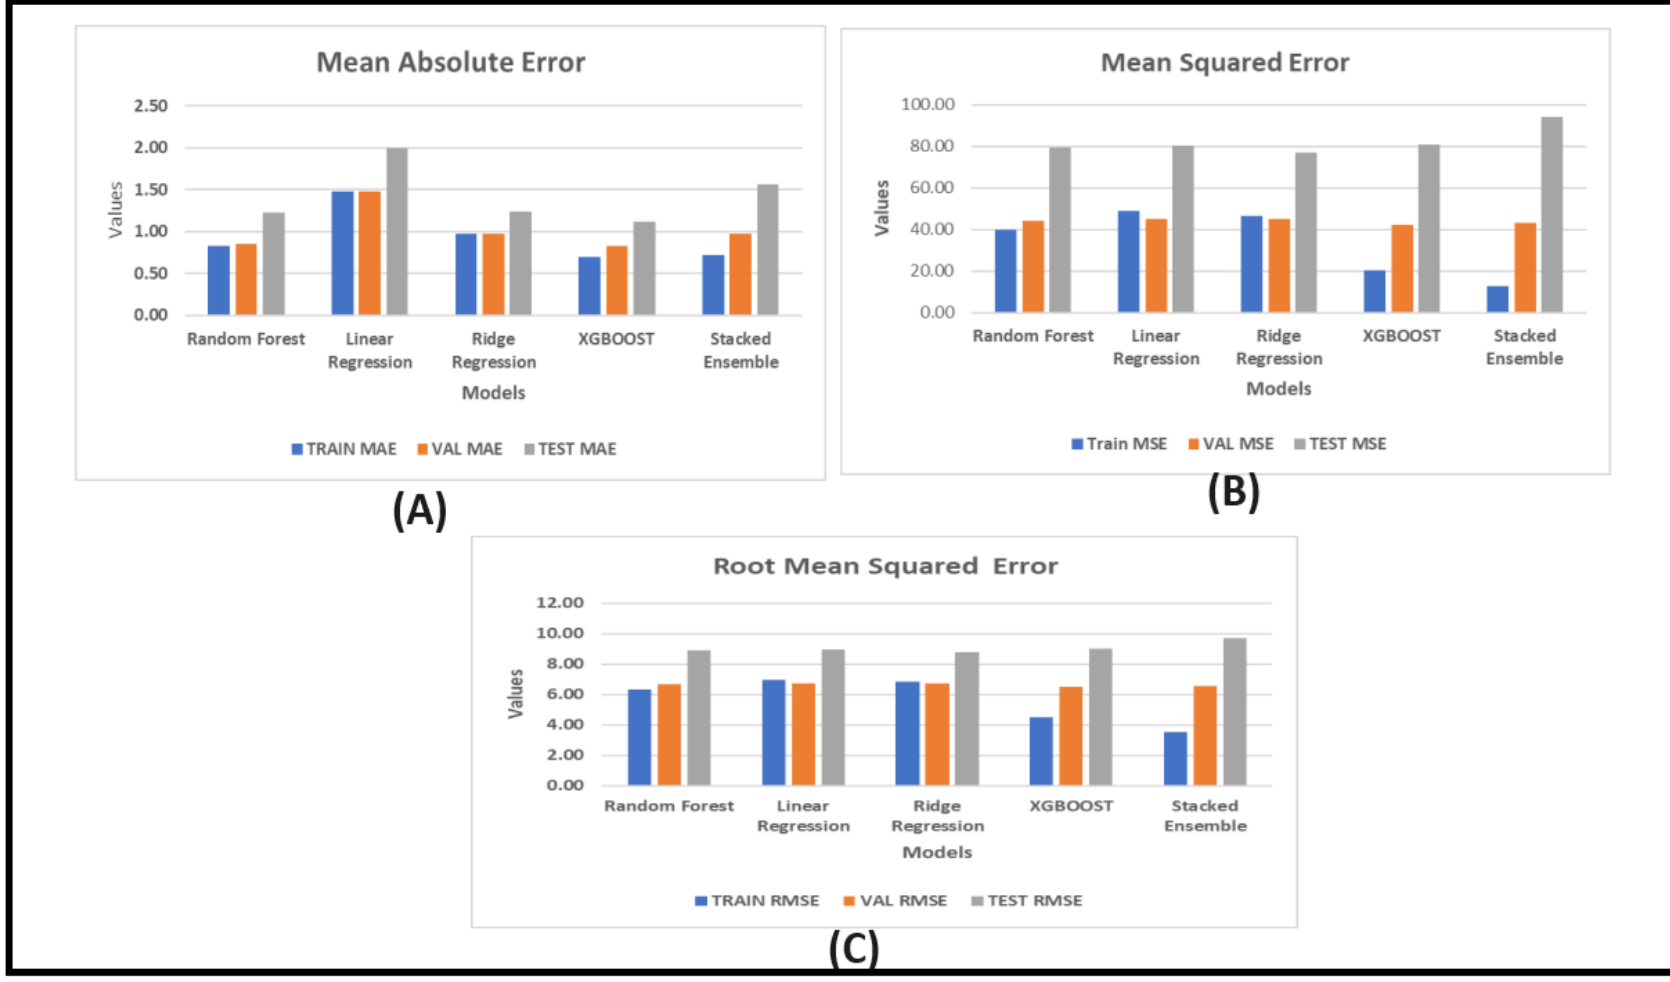 Mean Absolute Error
2.50
2.00
1.50
1.00
0.50
0.00
Values
Random Forest
Linear
Regression
Ridge
Regression
XGBOOST
Stacked
Ensemble
Models
TRAIN MAE VAL MAE TEST MAE
(A)
Mean Squared Error
100.00
80.00
60.00
40.00
20.00
0.00
Values
Random Forest
Linear
Regression
Ridge
Regression
XGBOOST
Stacked
Ensemble
Models
Train MSE VAL MSE TEST MSE
(B)
Root Mean Squared Error
12.00
10.00
8.00
6.00
4.00
2.00
0.00
Values
Random Forest
Linear
Regression
Ridge
Regression
XGBOOST
Stacked
Ensemble
Models
TRAIN RMSE VAL RMSE TEST RMSE
(C)